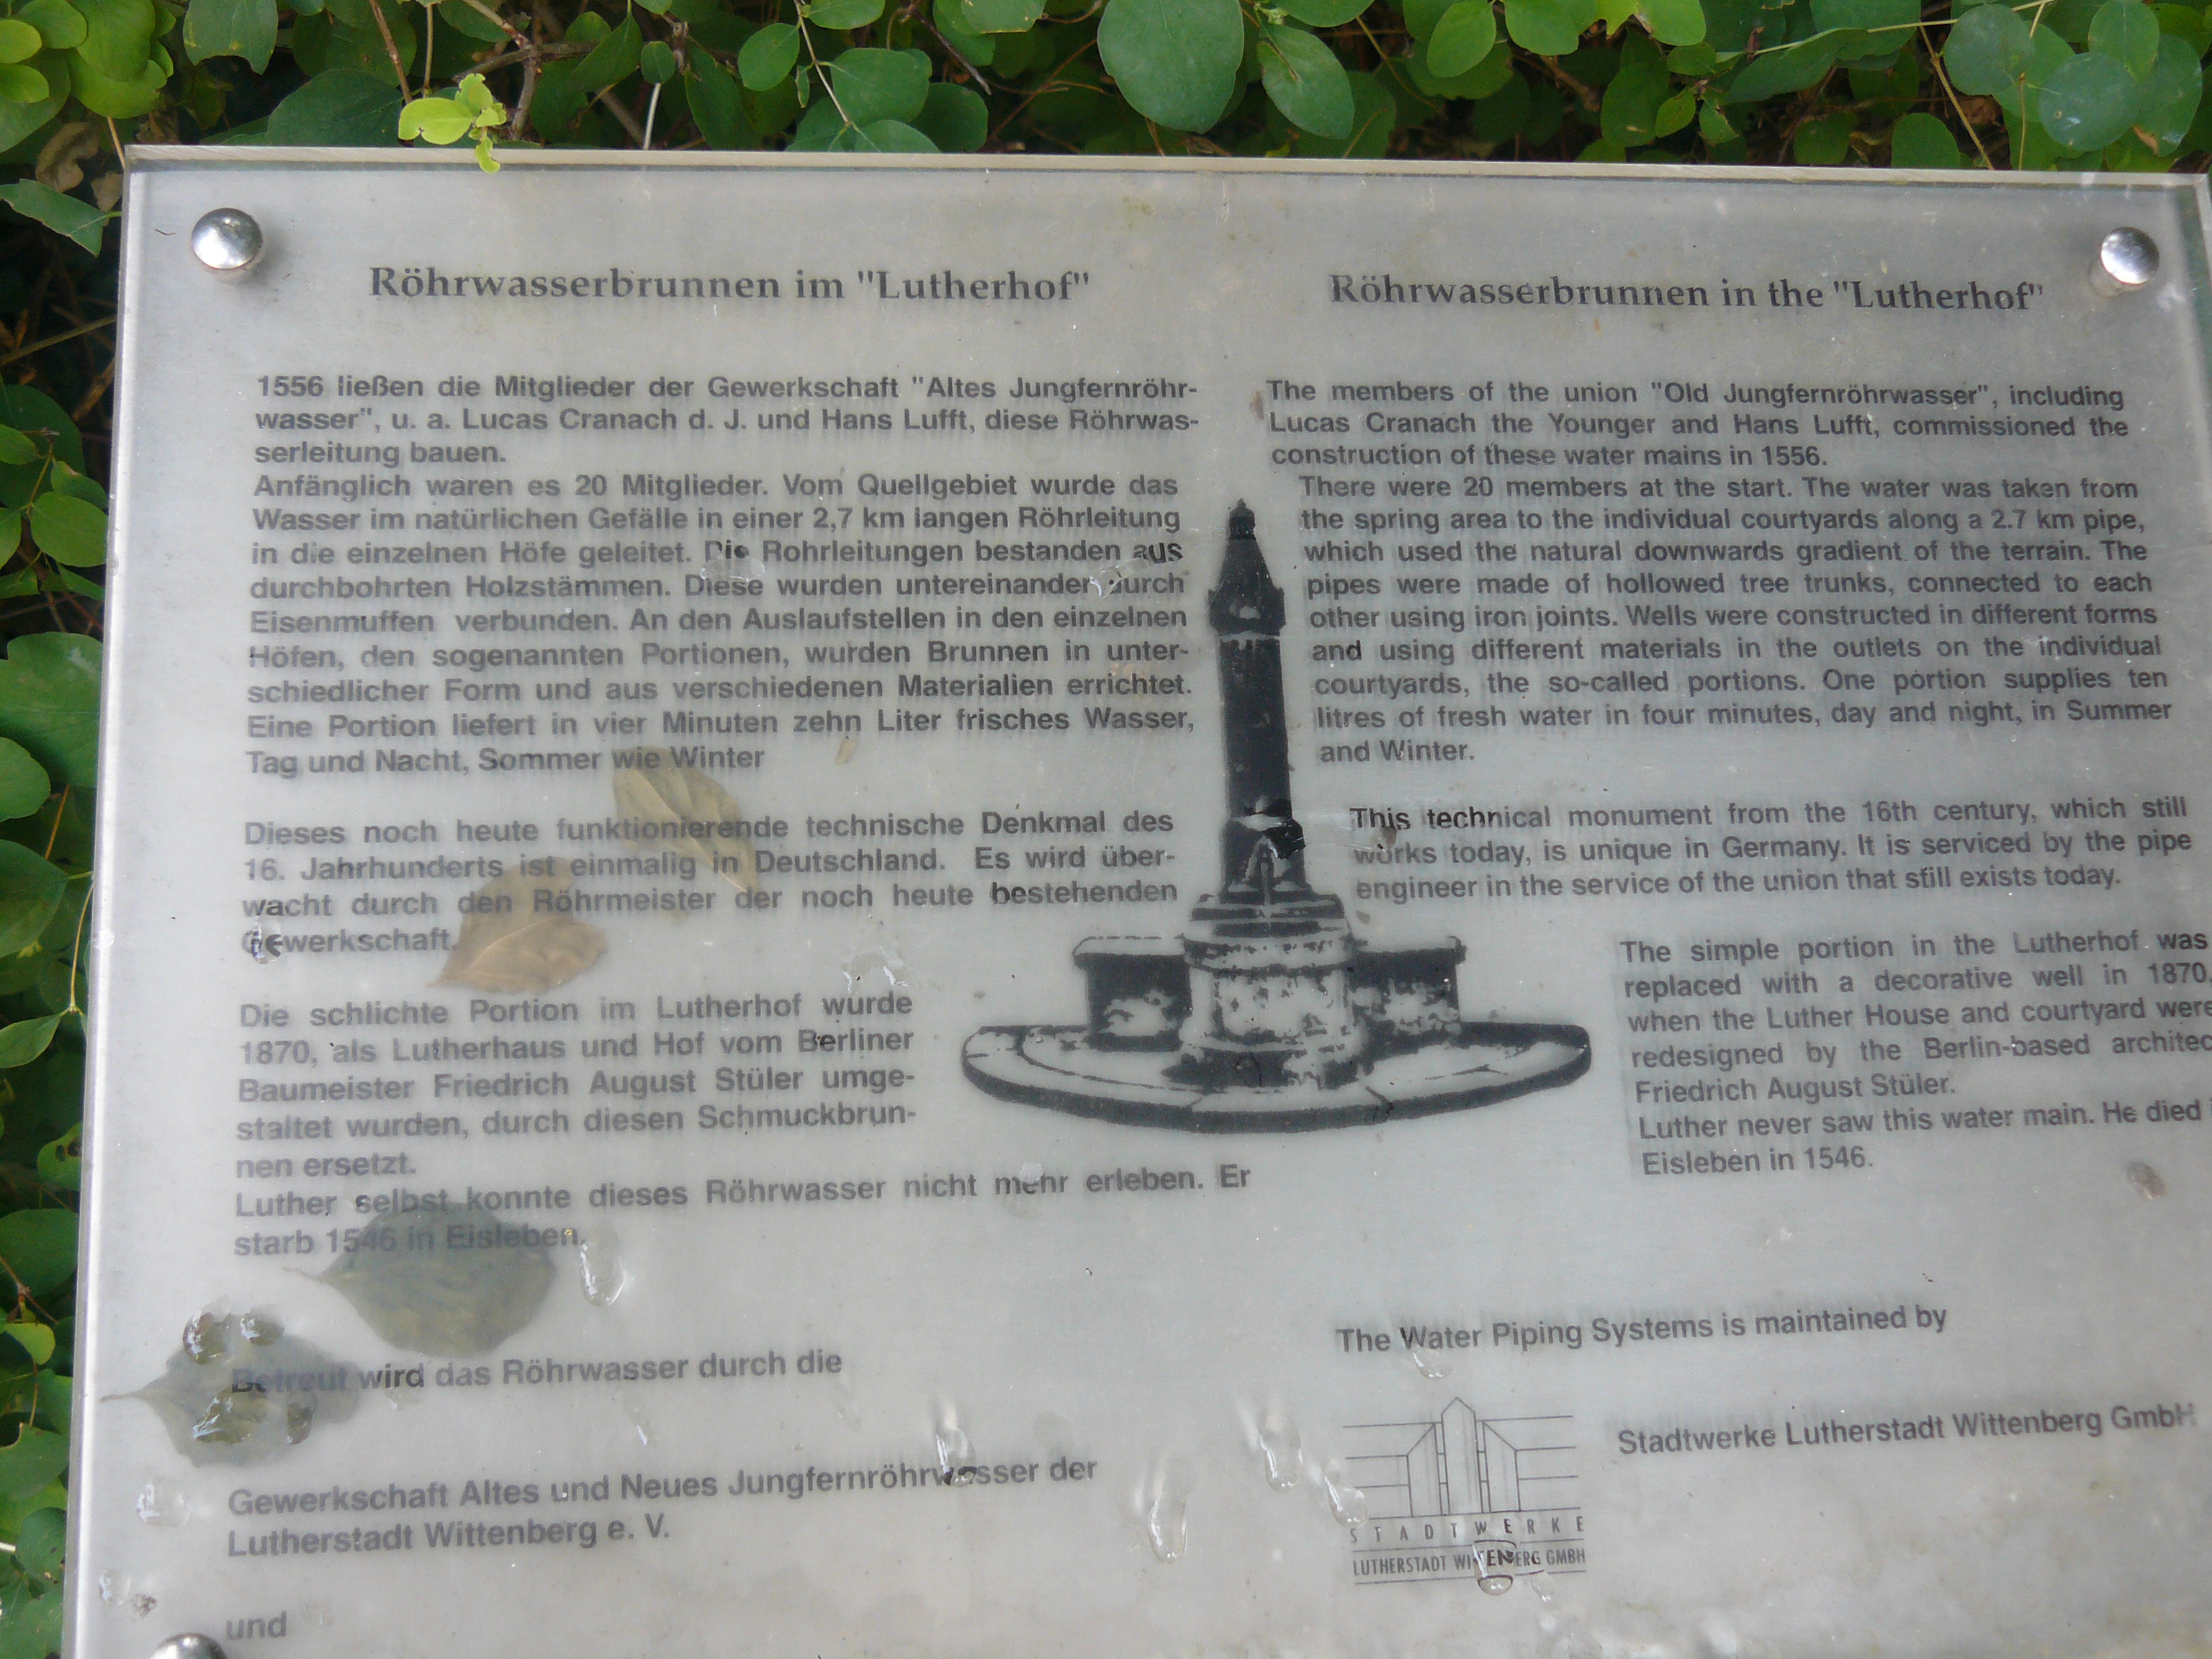 Röhrwasserbrunnen im "Lutherhof"
1556 ließen die Mitglieder der Gewerkschaft "Altes Jungfernröhr-
wasser", u. a. Lucas Cranach d. J. und Hans Lufft, diese Röhrwas-
serleitung bauen.
Anfänglich waren es 20 Mitglieder. Vom Quellgebiet wurde das
Wasser im natürlichen Gefälle in einer 2,7 km langen Röhrleitung
in die einzelnen Höfe geleitet. Die Rohrleitungen bestanden aus
durchbohrten Holzstämmen. Diese wurden untereinander durch
Eisenmuffen verbunden. An den Auslaufstellen in den einzelnen
Höfen, den sogenannten Portionen, wurden Brunnen in unter-
schiedlicher Form und aus verschiedenen Materialien errichtet.
Eine Portion liefert in vier Minuten zehn Liter frisches Wasser,
Tag und Nacht, Sommer wie Winter
Dieses noch heute funktionierende technische Denkmal des
16. Jahrhunderts ist einmalig in Deutschland. Es wird über-
wacht durch den Röhrmeister der noch heute bestehenden
Gewerkschaft.
Die schlichte Portion im Lutherhof wurde
1870, als Lutherhaus und Hof vom Berliner
Baumeister Friedrich August Stüler umge-
staltet wurden, durch diesen Schmuckbrun-
nen ersetzt.
Luther selbst konnte dieses Röhrwasser nicht mehr erleben. Er
starb 1546 in Eisleben.
Betreut wird das Röhrwasser durch die
Gewerkschaft Altes und Neues Jungfernröhrwasser der
Lutherstadt Wittenberg e. V.
und
Röhrwasserbrunnen in the "Lutherhof"
The members of the union "Old Jungfernröhrwasser", including
Lucas Cranach the Younger and Hans Lufft, commissioned the
construction of these water mains in 1556.
There were 20 members at the start. The water was taken from
the spring area to the individual courtyards along a 2.7 km pipe,
which used the natural downwards gradient of the terrain. The
pipes were made of hollowed tree trunks, connected to each
other using iron joints. Wells were constructed in different forms
and using different materials in the outlets on the individual
courtyards, the so-called portions. One portion supplies ten
litres of fresh water in four minutes, day and night, in Summer
and Winter.
This technical monument from the 16th century, which still
works today, is unique in Germany. It is serviced by the pipe
engineer in the service of the union that still exists today.
The simple portion in the Lutherhof was
replaced with a decorative well in 1870,
when the Luther House and courtyard were
redesigned by the Berlin-based architec
Friedrich August Stüler.
Luther never saw this water main. He died
Eisleben in 1546.
The Water Piping Systems is maintained by
Stadtwerke Lutherstadt Wittenberg GmbH
STADTWERKE
LUTHERSTADT WITTENBERG GMBH